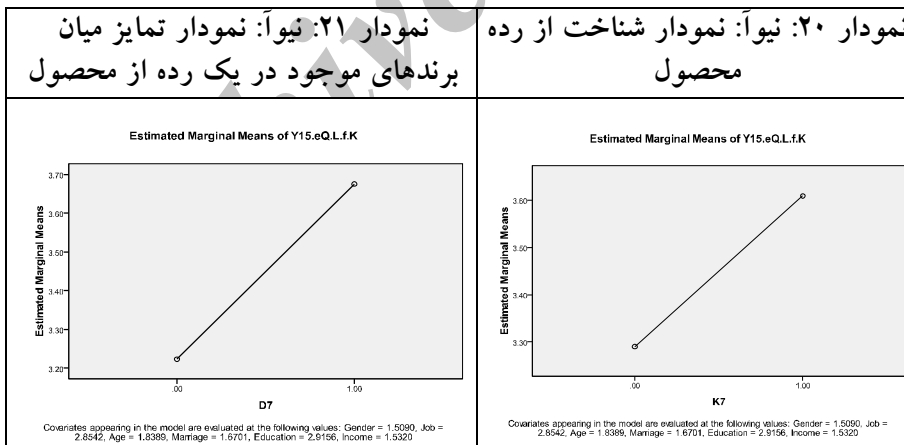 نمودار ۲۰: نیوآ: نمودار شناخت از رده
محصول
نمودار ۲۱: نیوآ: نمودار تمایز میان
برندهای موجود در یک رده از محصول
Estimated Marginal Means of Y15.eQ.L.f.K
Estimated Marginal Means
3.60
3.50
3.40
3.30
.00
1.00
K7
Covariates appearing in the model are evaluated at the following values: Gender = 1.5090, Job =
2.8542, Age = 1.8389, Marriage = 1.6701, Education = 2.9156, Income = 1.5320
Estimated Marginal Means of Y15.eQ.L.f.K
Estimated Marginal Means
3.70
3.60
3.50
3.40
3.30
3.20
.00
1.00
D7
Covariates appearing in the model are evaluated at the following values: Gender = 1.5090, Job =
2.8542, Age = 1.8389, Marriage = 1.6701, Education = 2.9156, Income = 1.5320